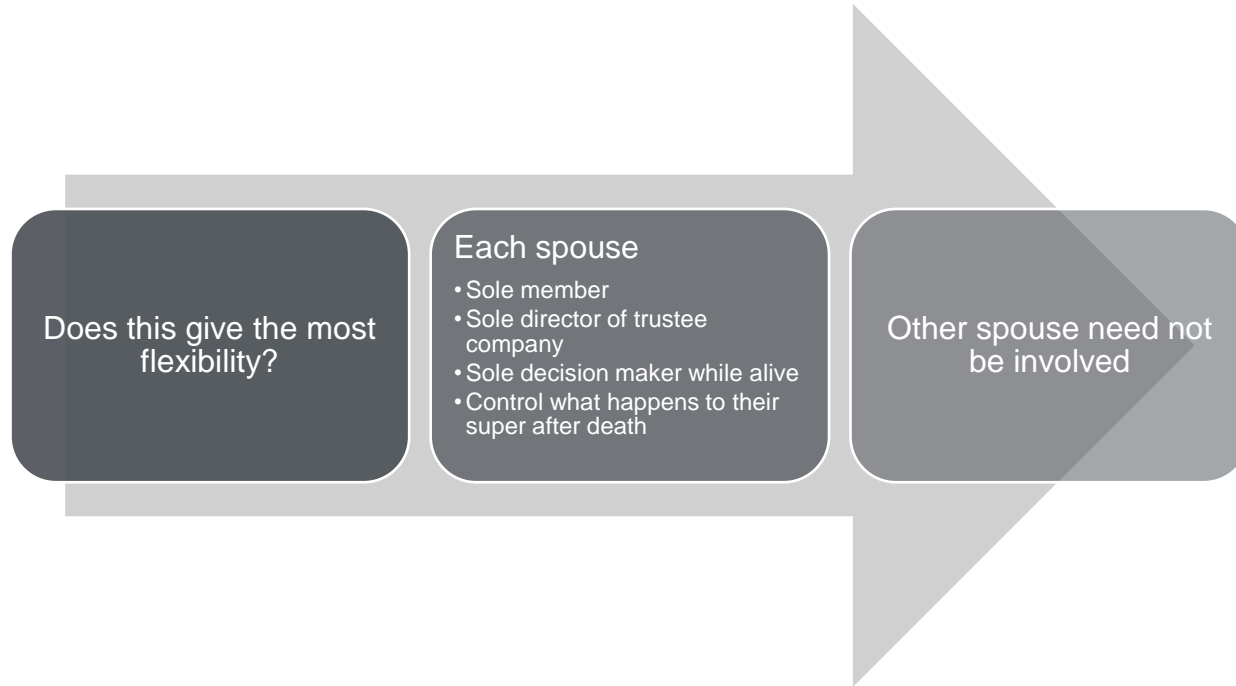 Does this give the most
flexibility?
Each spouse
• Sole member
• Sole director of trustee
company
• Sole decision maker while alive
• Control what happens to their
super after death
Other spouse need not
be involved